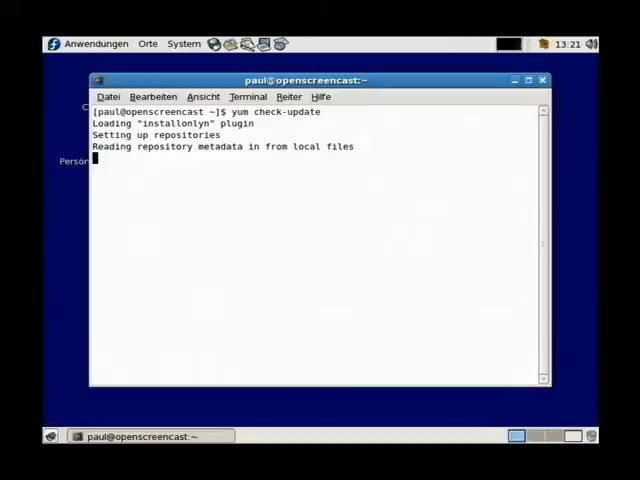 Anwendungen Orte System 13:21
paul@openscreencast:~
Datei Bearbeiten Ansicht Terminal Reiter Hilfe
[paul@openscreencast ~]$ yum check-update
Loading "installonlyn" plugin
Setting up repositories
Reading repository metadata in from local files
C
Persön
paul@openscreencast:~